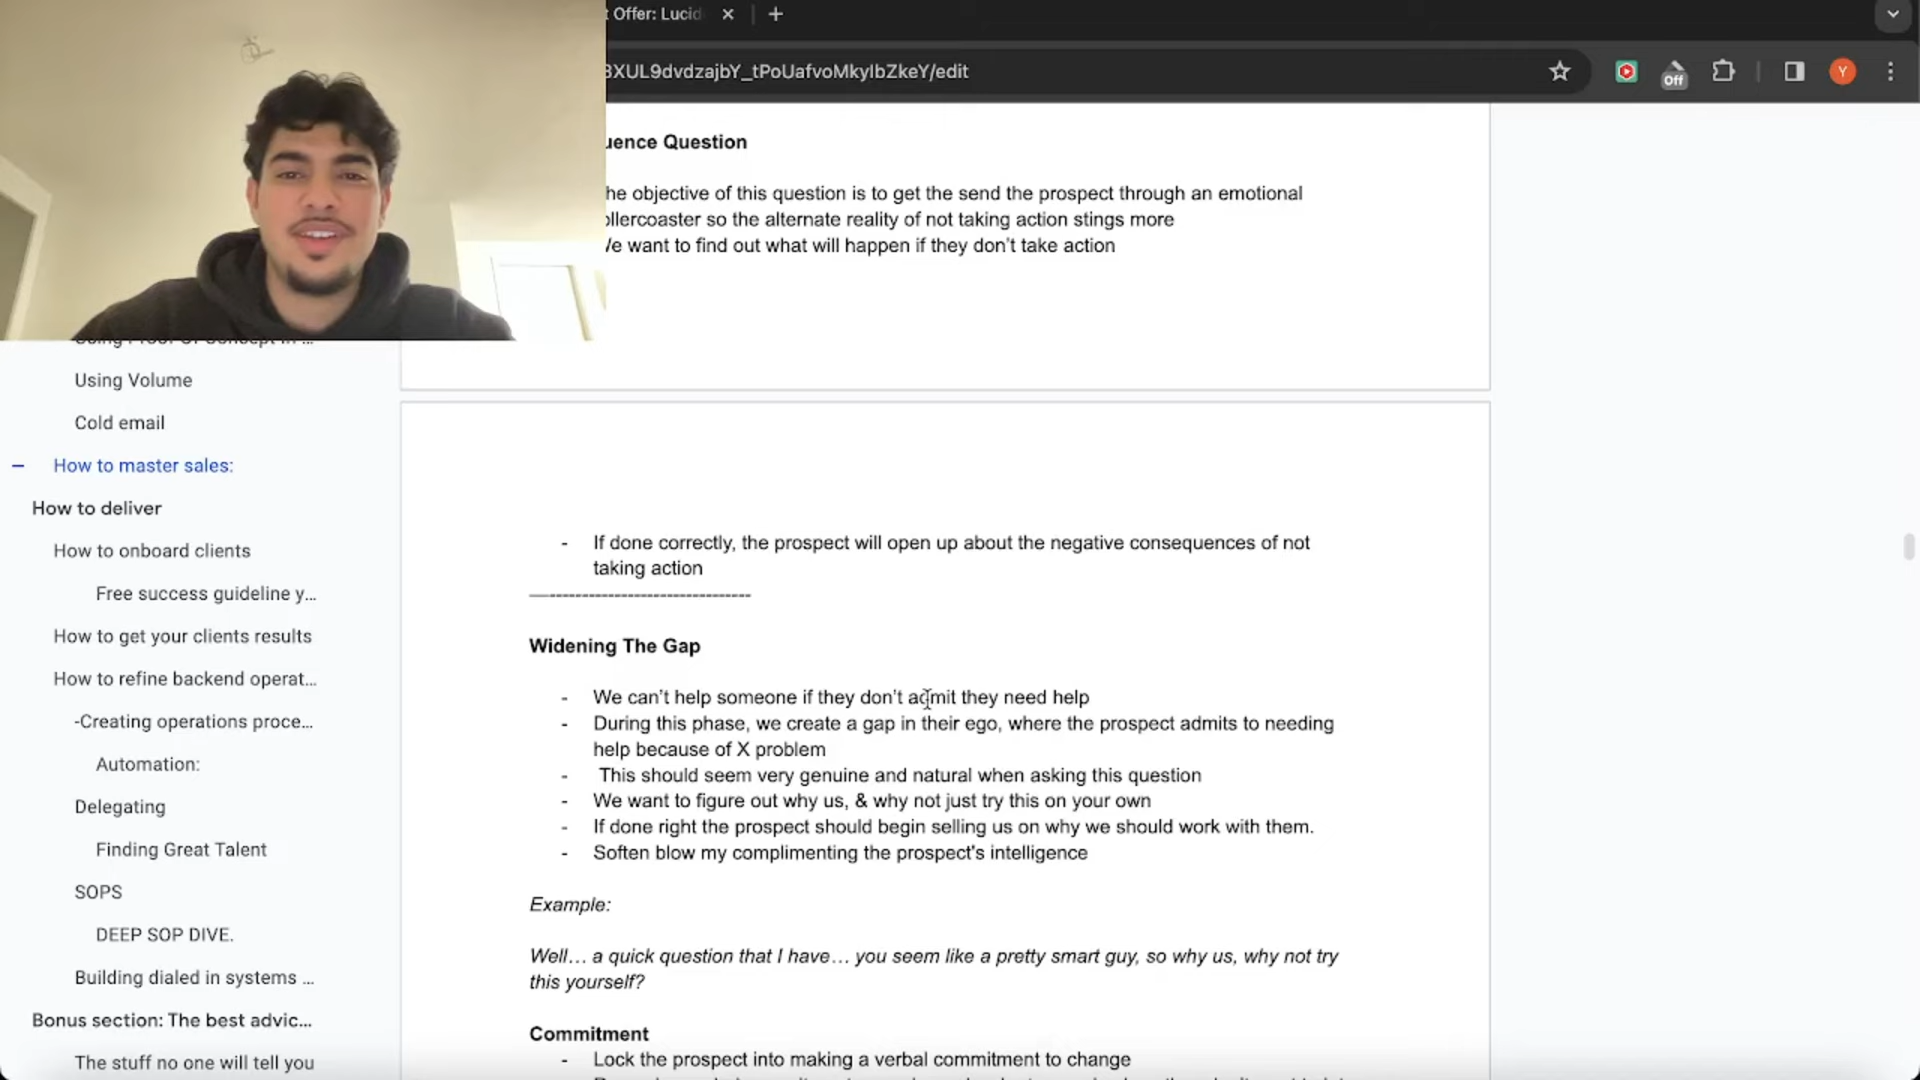 t Offer: Lucid
3XUL9dvdzajbY_tPoUafvoMkyIbZkeY/edit
Off
Y
uence Question
he objective of this question is to get the send the prospect through an emotional
ollercoaster so the alternate reality of not taking action stings more
We want to find out what will happen if they don't take action
Using Proof Of Concept in ...
Using Volume
Cold email
How to master sales:
How to deliver
How to onboard clients
Free success guideline y...
How to get your clients results
How to refine backend operat...
-Creating operations proce...
Automation:
Delegating
Finding Great Talent
SOPS
DEEP SOP DIVE.
Building dialed in systems ...
Bonus section: The best advic...
The stuff no one will tell you
- If done correctly, the prospect will open up about the negative consequences of not
taking action
—-------------------------------
Widening The Gap
- We can't help someone if they don't admit they need help
- During this phase, we create a gap in their ego, where the prospect admits to needing
help because of X problem
- This should seem very genuine and natural when asking this question
- We want to figure out why us, & why not just try this on your own
- If done right the prospect should begin selling us on why we should work with them.
- Soften blow my complimenting the prospect's intelligence
Example:
Well… a quick question that I have… you seem like a pretty smart guy, so why us, why not try
this yourself?
Commitment
- Lock the prospect into making a verbal commitment to change